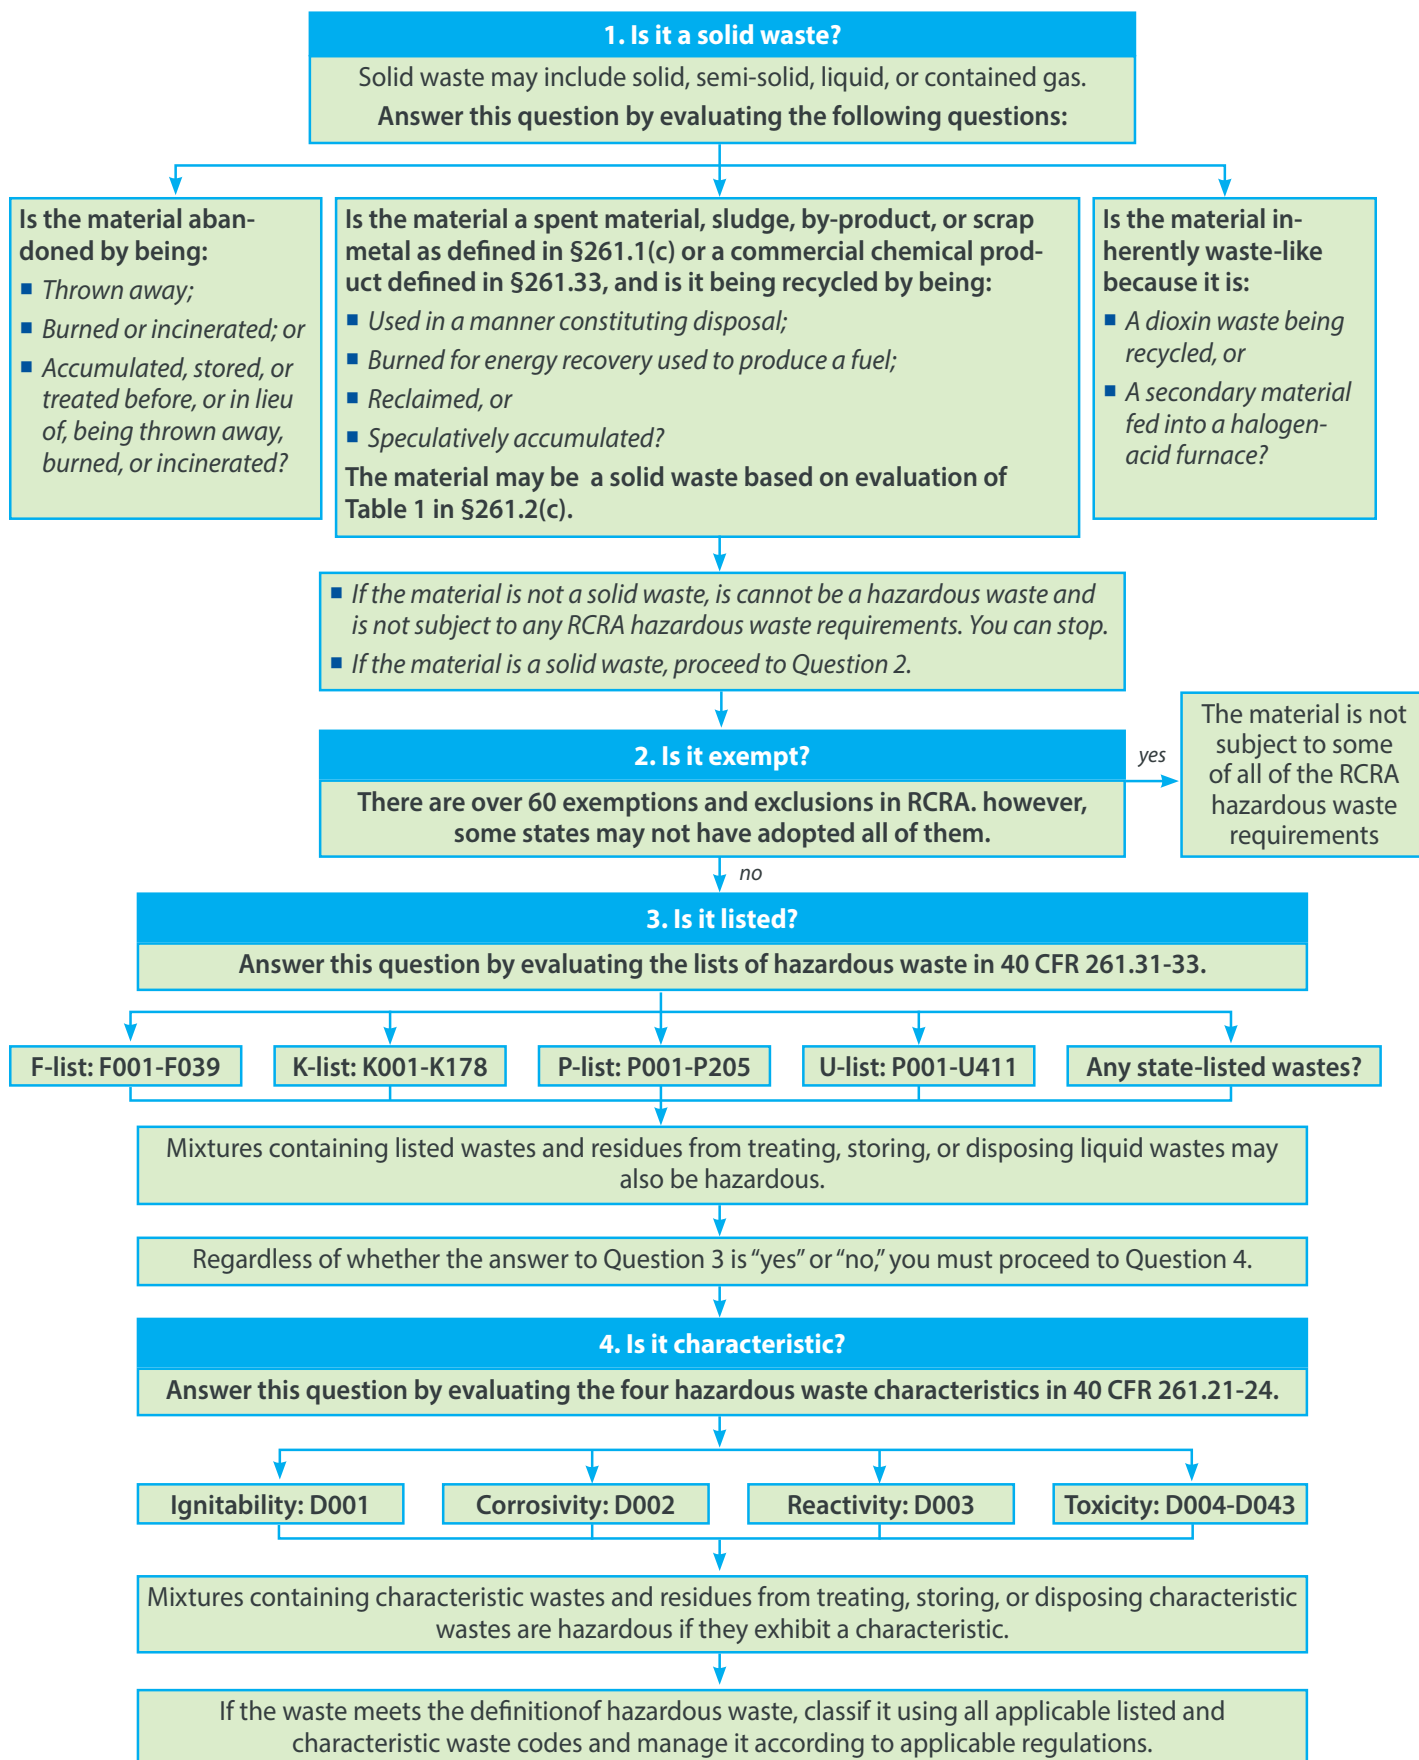 1. Is it a solid waste?
Solid waste may include solid, semi-solid, liquid, or contained gas.
Answer this question by evaluating the following questions:
Is the material aban-
doned by being:
■ Thrown away;
■ Burned or incinerated; or
■ Accumulated, stored, or
treated before, or in lieu
of, being thrown away,
burned, or incinerated?
Is the material a spent material, sludge, by-product, or scrap
metal as defined in §261.1(c) or a commercial chemical prod-
uct defined in §261.33, and is it being recycled by being:
■ Used in a manner constituting disposal;
■ Burned for energy recovery used to produce a fuel;
■ Reclaimed, or
■ Speculatively accumulated?
The material may be  a solid waste based on evaluation of
Table 1 in §261.2(c).
Is the material in-
herently waste-like
because it is:
■ A dioxin waste being
recycled, or
■ A secondary material
fed into a halogen-
acid furnace?
■ If the material is not a solid waste, is cannot be a hazardous waste and
is not subject to any RCRA hazardous waste requirements. You can stop.
■ If the material is a solid waste, proceed to Question 2.
2. Is it exempt?
There are over 60 exemptions and exclusions in RCRA. however,
some states may not have adopted all of them.
yes
The material is not
subject to some
of all of the RCRA
hazardous waste
requirements
no
3. Is it listed?
Answer this question by evaluating the lists of hazardous waste in 40 CFR 261.31-33.
F-list: F001-F039
K-list: K001-K178
P-list: P001-P205
U-list: P001-U411
Any state-listed wastes?
Mixtures containing listed wastes and residues from treating, storing, or disposing liquid wastes may
also be hazardous.
Regardless of whether the answer to Question 3 is “yes” or “no,” you must proceed to Question 4.
4. Is it characteristic?
Answer this question by evaluating the four hazardous waste characteristics in 40 CFR 261.21-24.
Ignitability: D001
Corrosivity: D002
Reactivity: D003
Toxicity: D004-D043
Mixtures containing characteristic wastes and residues from treating, storing, or disposing characteristic
wastes are hazardous if they exhibit a characteristic.
If the waste meets the definitionof hazardous waste, classif it using all applicable listed and
characteristic waste codes and manage it according to applicable regulations.